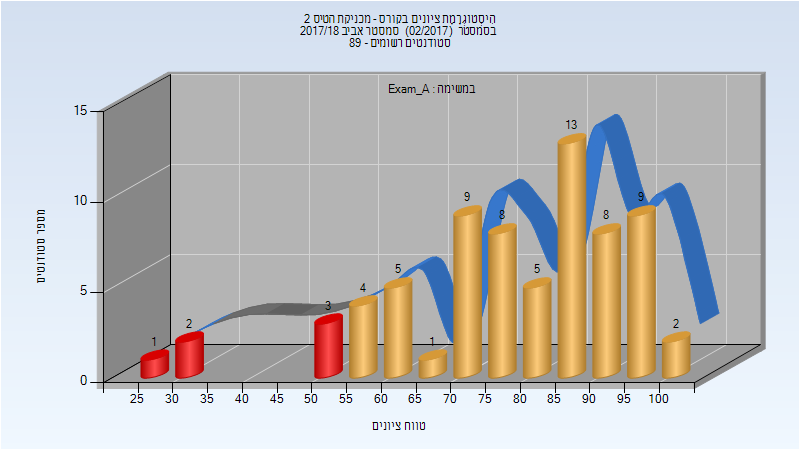 היסטוגרמת ציונים בקורס - מכניקת הטיס 2
בסמסטר (02/2017) סמסטר אביב 2017/18
סטודנטים רשומים - 89
במשימה : Exam_A
מספר סטודנטים
15
10
5
0
1
2
3
4
5
1
9
8
5
13
8
9
2
25 30 35 40 45 50 55 60 65 70 75 80 85 90 95 100
טווח ציונים